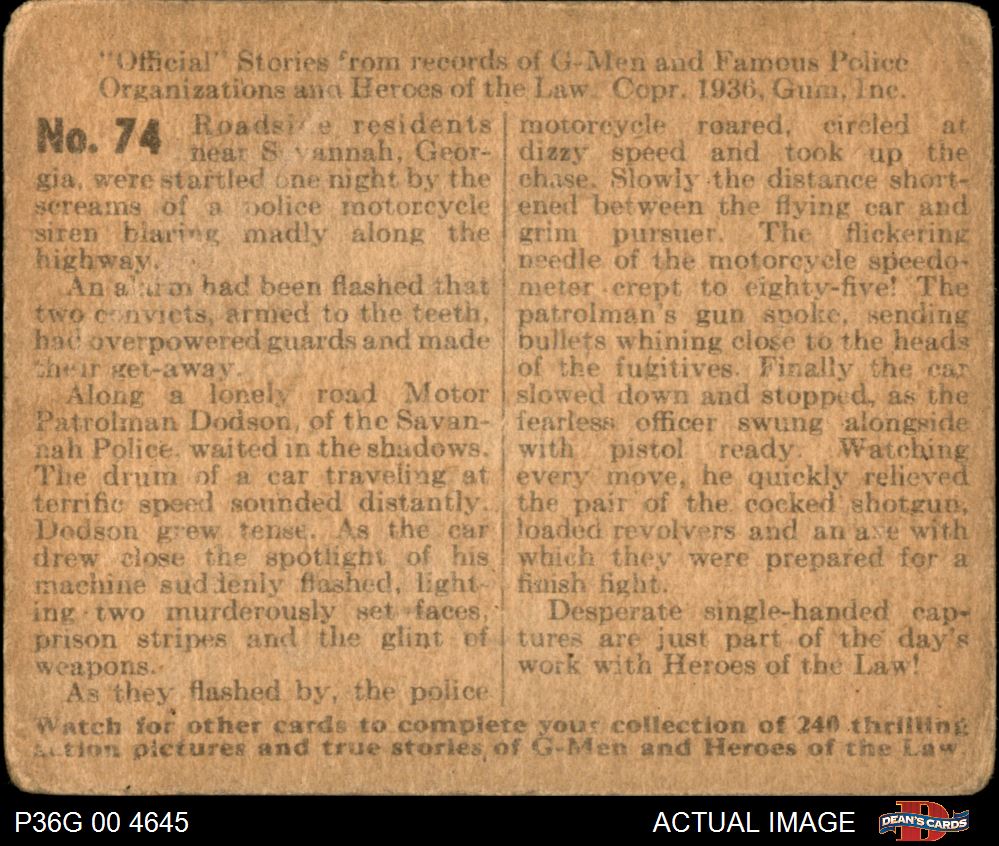 "Official" Stories from records of G-Men and Famous Police
Organizations and Heroes of the Law. Copr. 1936, Gum, Inc.
No. 74 Roadside residents
near Savannah, Geor-
gia, were startled one night by the
screams of a police motorcycle
siren blaring madly along the
highway.
An alarm had been flashed that
two convicts, armed to the teeth,
had overpowered guards and made
their get-away.
Along a lonely road Motor
Patrolman Dodson, of the Savan-
nah Police, waited in the shadows.
The drum of a car traveling at
terrific speed sounded distantly.
Dodson grew tense. As the car
drew close the spotlight of his
machine suddenly flashed, light-
ing two murderously set faces,
prison stripes and the glint of
weapons.
As they flashed by, the police
motorcycle roared, circled at
dizzy speed and took up the
chase. Slowly the distance short-
ened between the flying car and
grim pursuer. The flickering
needle of the motorcycle speedo-
meter crept to eighty-five! The
patrolman's gun spoke, sending
bullets whining close to the heads
of the fugitives. Finally the car
slowed down and stopped, as the
fearless officer swung alongside
with pistol ready. Watching
every move, he quickly relieved
the pair of the cocked shotgun,
loaded revolvers and an axe with
which they were prepared for a
finish fight.
Desperate single-handed cap-
tures are just part of the day's
work with Heroes of the Law!
Watch for other cards to complete your collection of 240 thrilling
action pictures and true stories of G-Men and Heroes of the Law
P36G 00 4645
ACTUAL IMAGE
D
DEAN'S CARDS